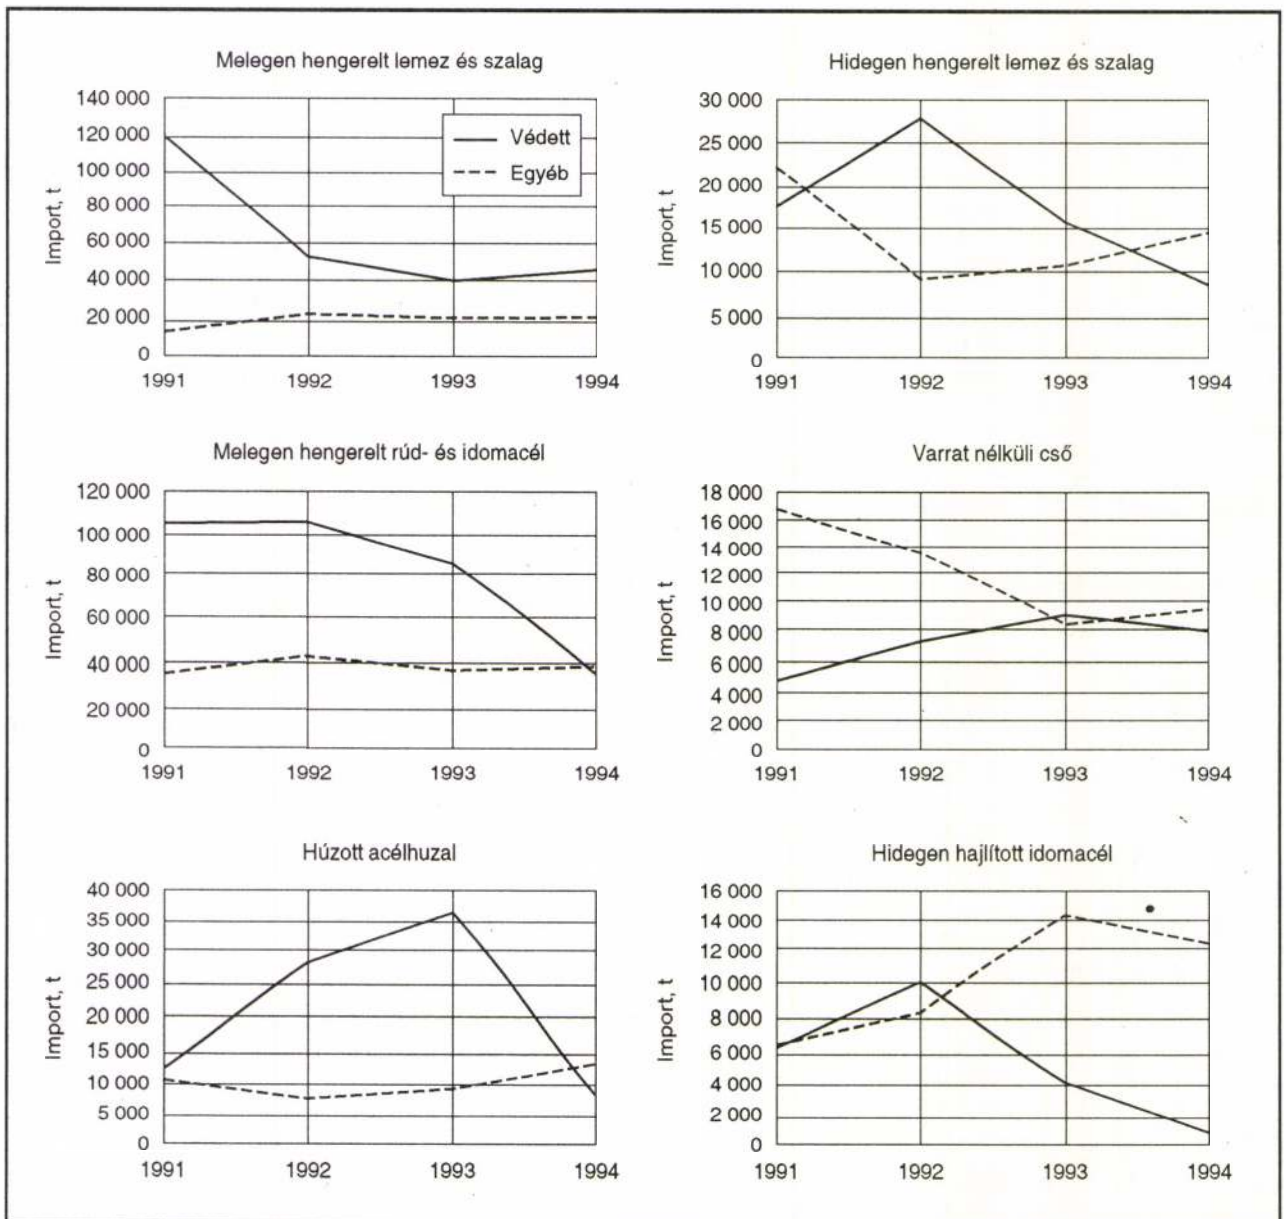 Melegen hengerelt lemez és szalag
Import, t
140 000
120 000
100 000
80 000
60 000
40 000
20 000
0
1991 1992 1993 1994
Védett
Egyéb
Hidegen hengerelt lemez és szalag
Import, t
30 000
25 000
20 000
15 000
10 000
5 000
0
1991 1992 1993 1994
Melegen hengerelt rúd- és idomacél
Import, t
120 000
100 000
80 000
60 000
40 000
20 000
0
1991 1992 1993 1994
Varrat nélküli cső
Import, t
18 000
16 000
14 000
12 000
10 000
8 000
6 000
4 000
2 000
0
1991 1992 1993 1994
Húzott acélhuzal
Import, t
40 000
35 000
30 000
25 000
20 000
15 000
10 000
5 000
0
1991 1992 1993 1994
Hidegen hajlított idomacél
Import, t
16 000
14 000
12 000
10 000
8 000
6 000
4 000
2 000
0
1991 1992 1993 1994